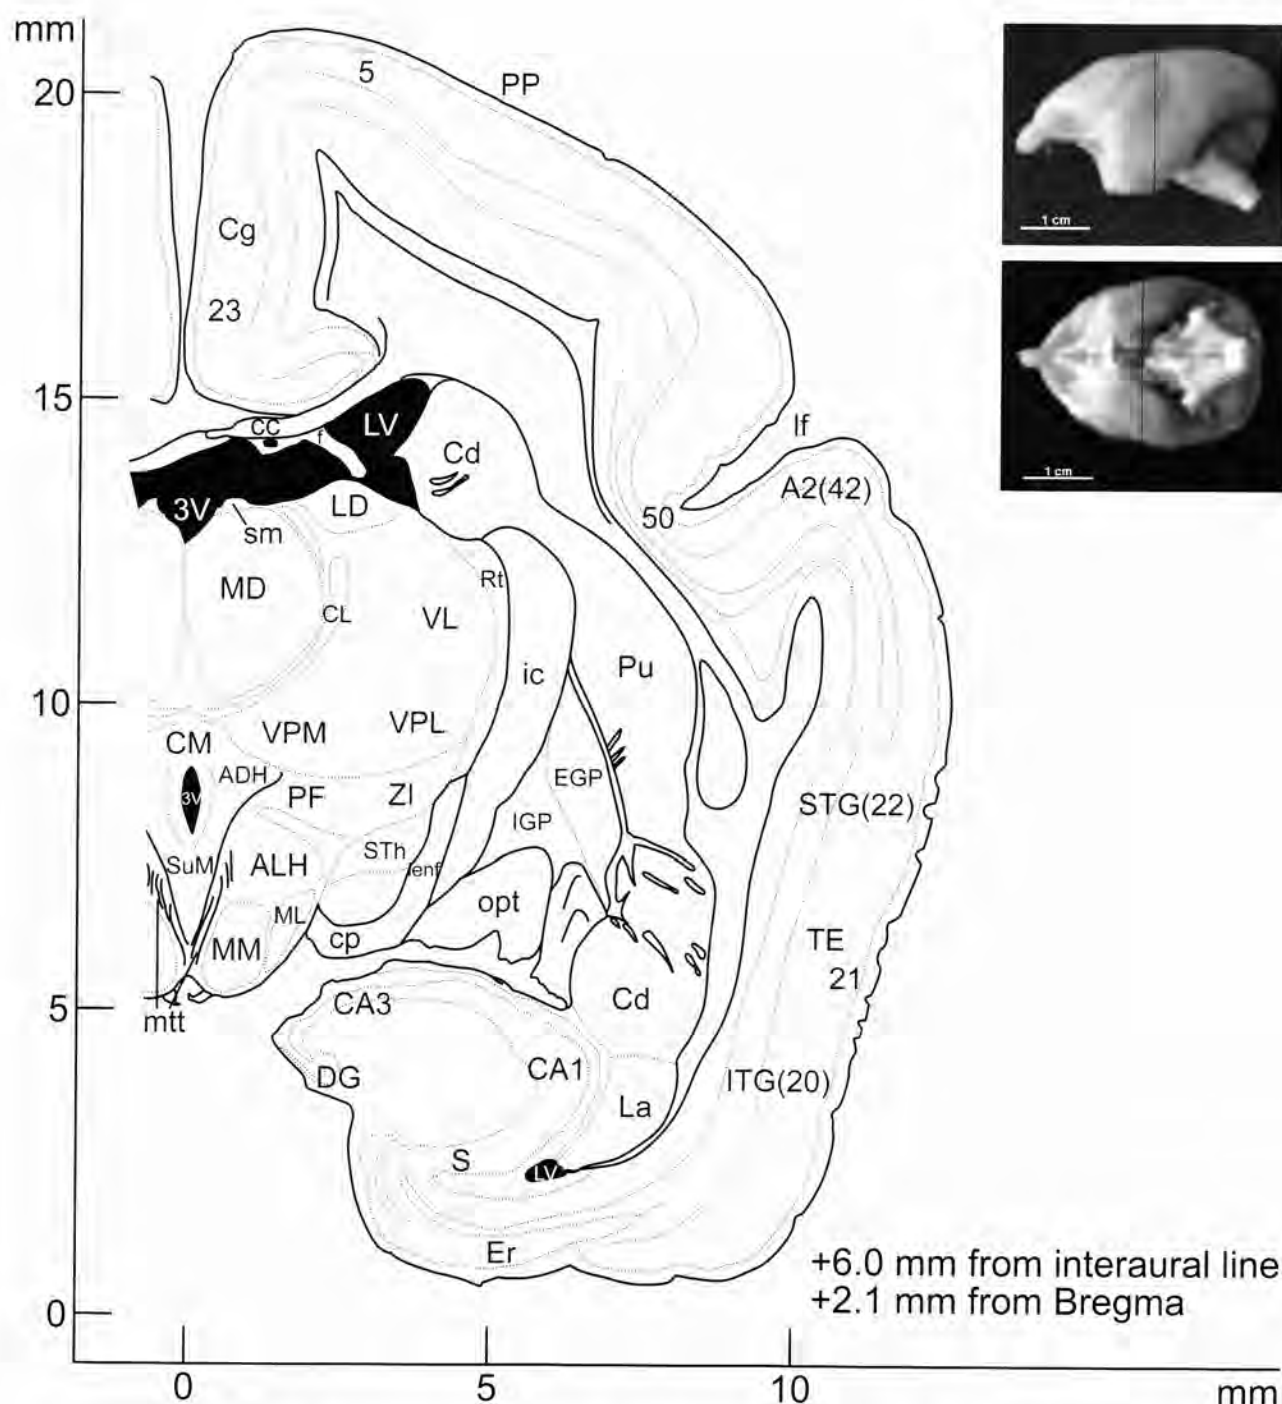 mm
20
15
10
5
0
0
5
10
mm
5
PP
Cg
23
cc
f
LV
Cd
lf
A2(42)
50
3V
sm
LD
MD
CL
VL
Rt
ic
Pu
VPM
VPL
CM
ADH
3V
PF
ZI
EGP
IGP
STG(22)
SuM
ALH
STh
lenf
ML
MM
cp
opt
TE
21
mtt
CA3
Cd
DG
CA1
La
ITG(20)
S
LV
Er
1 cm
1 cm
+6.0 mm from interaural line
+2.1 mm from Bregma